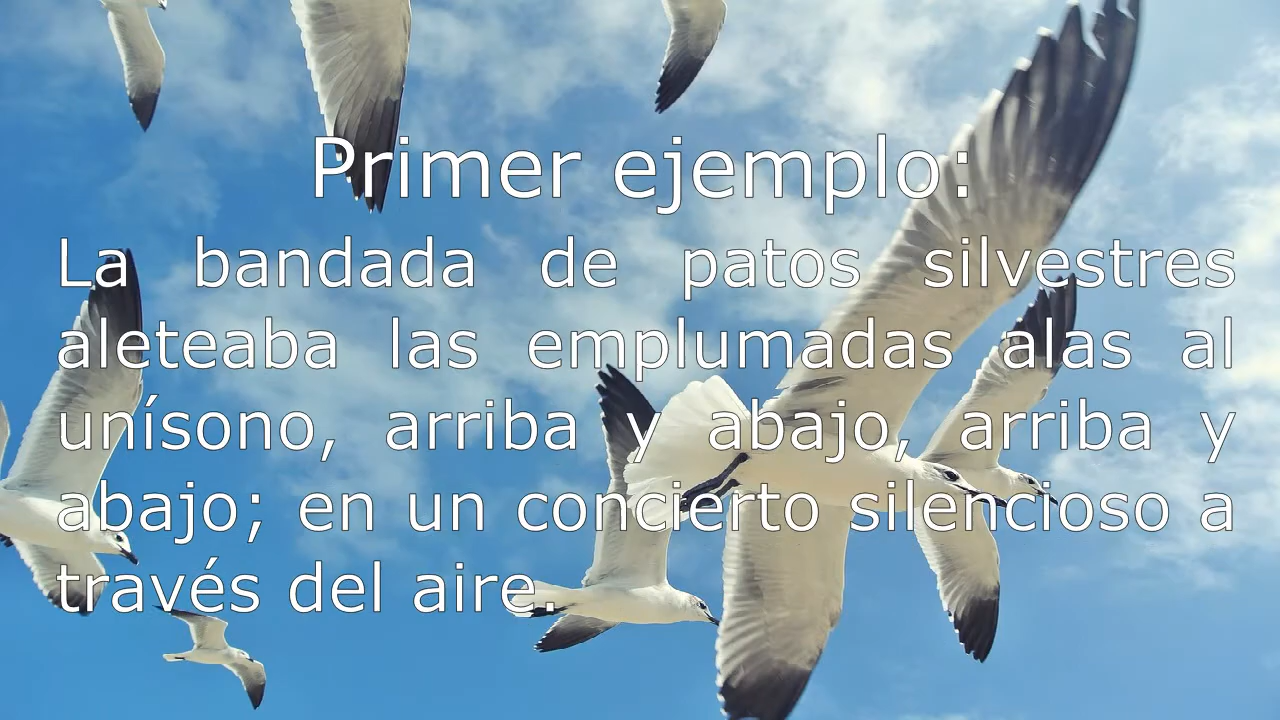 Primer ejemplo:
La bandada de patos silvestres
aleteaba las emplumadas alas al
unísono, arriba y abajo, arriba y
abajo; en un concierto silencioso a
través del aire.